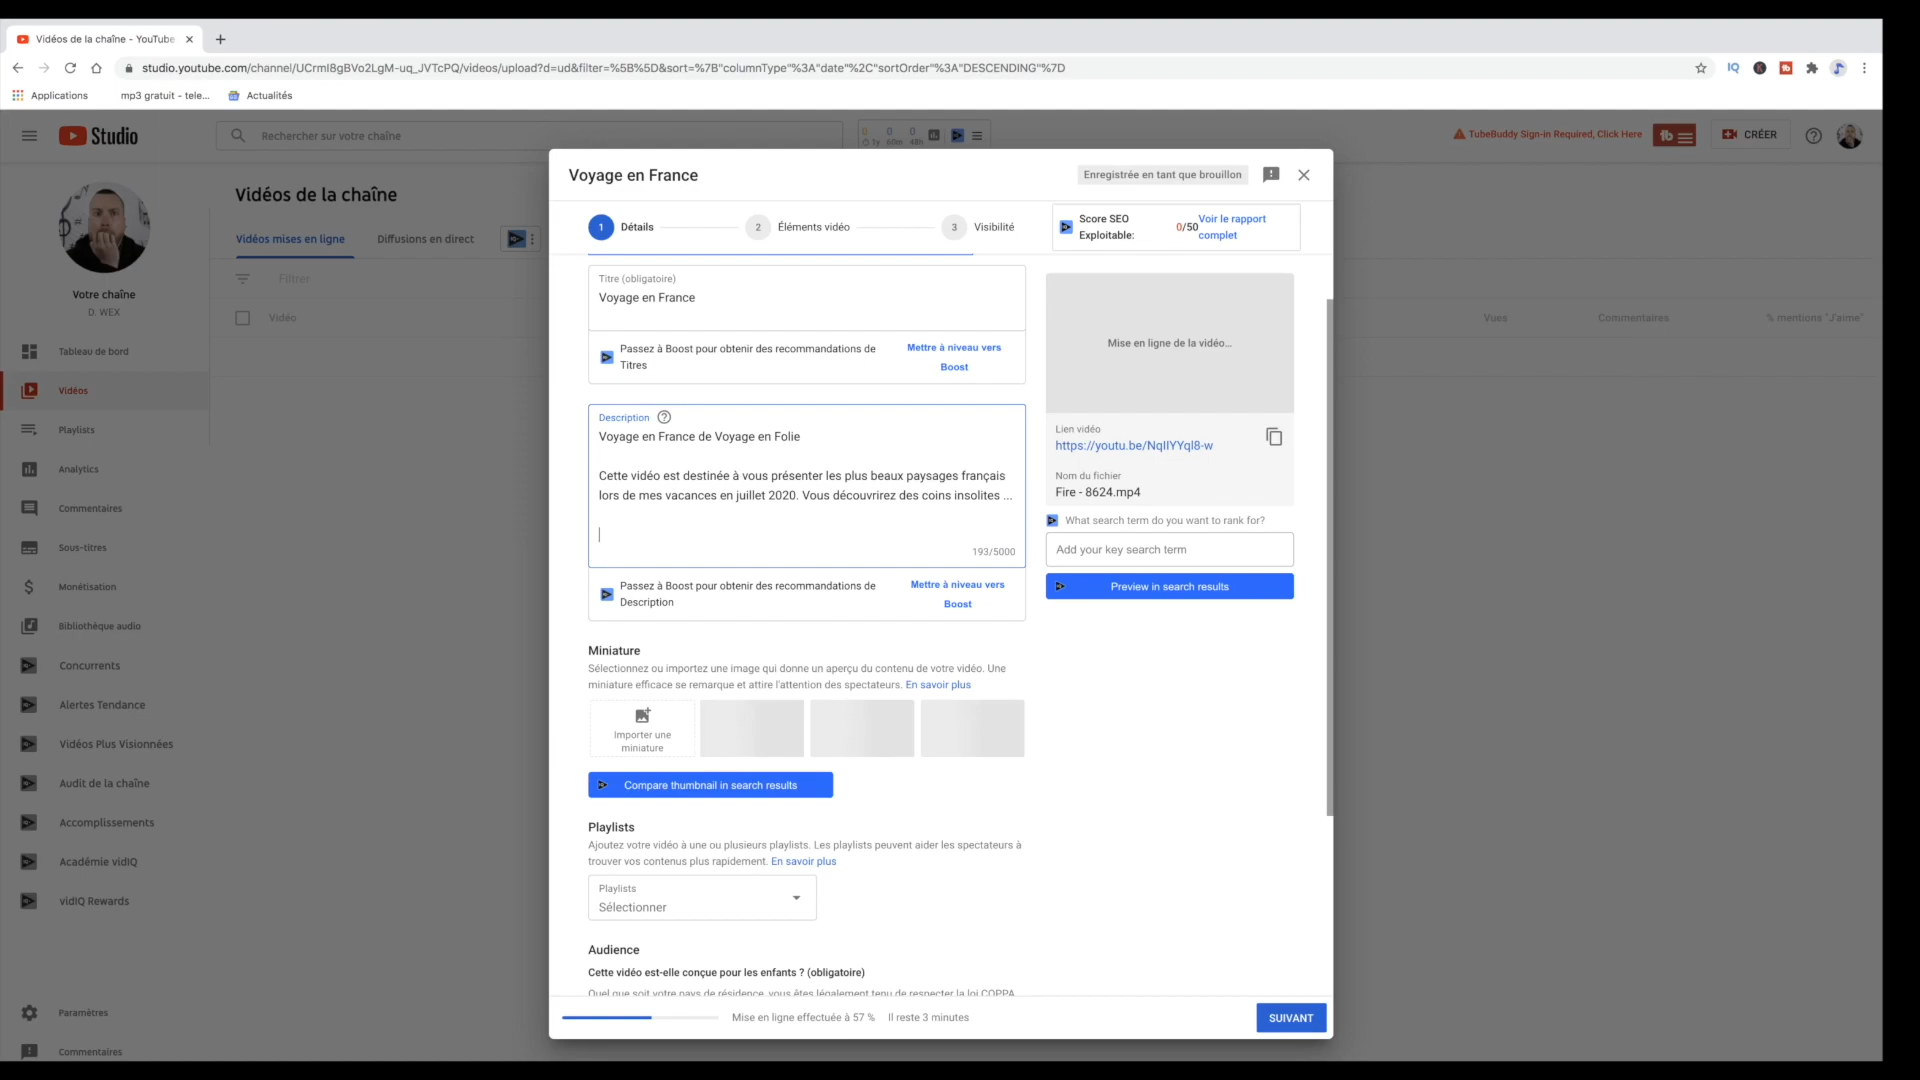 Vidéos de la chaîne - YouTube
studio.youtube.com/channel/UCrmI8gBVo2LgM-uq_JVTcPQ/videos/upload?d=ud&filter=%5B%5D&sort=%7B"columnType"%3A"date"%2C"sortOrder"%3A"DESCENDING"%7D
Applications
mp3 gratuit - tele...
Actualités
Studio
Rechercher sur votre chaîne
0 0 0
1y 60m 48h
TubeBuddy Sign-in Required, Click Here
CRÉER
Votre chaîne
D. WEX
Tableau de bord
Vidéos
Playlists
Analytics
Commentaires
Sous-titres
Monétisation
Bibliothèque audio
Concurrents
Alertes Tendance
Vidéos Plus Visionnées
Audit de la chaîne
Accomplissements
Académie vidIQ
vidIQ Rewards
Paramètres
Commentaires
Vidéos de la chaîne
Vidéos mises en ligne
Diffusions en direct
Filtrer
Vidéo
Vues
Commentaires
% mentions "J'aime"
Voyage en France
Enregistrée en tant que brouillon
1 Détails
2 Éléments vidéo
3 Visibilité
Score SEO
Exploitable:
0/50
Voir le rapport
complet
Titre (obligatoire)
Voyage en France
Passez à Boost pour obtenir des recommandations de
Titres
Mettre à niveau vers
Boost
Description
Voyage en France de Voyage en Folie
Cette vidéo est destinée à vous présenter les plus beaux paysages français
lors de mes vacances en juillet 2020. Vous découvrirez des coins insolites ...
193/5000
Passez à Boost pour obtenir des recommandations de
Description
Mettre à niveau vers
Boost
Miniature
Sélectionnez ou importez une image qui donne un aperçu du contenu de votre vidéo. Une
miniature efficace se remarque et attire l'attention des spectateurs. En savoir plus
Importer une
miniature
Compare thumbnail in search results
Playlists
Ajoutez votre vidéo à une ou plusieurs playlists. Les playlists peuvent aider les spectateurs à
trouver vos contenus plus rapidement. En savoir plus
Playlists
Sélectionner
Audience
Cette vidéo est-elle conçue pour les enfants ? (obligatoire)
Quel que soit votre pays de résidence, vous êtes légalement tenu de respecter la loi COPPA
Mise en ligne de la vidéo...
Lien vidéo
https://youtu.be/NqIIYYql8-w
Nom du fichier
Fire - 8624.mp4
What search term do you want to rank for?
Add your key search term
Preview in search results
Mise en ligne effectuée à 57 %
Il reste 3 minutes
SUIVANT